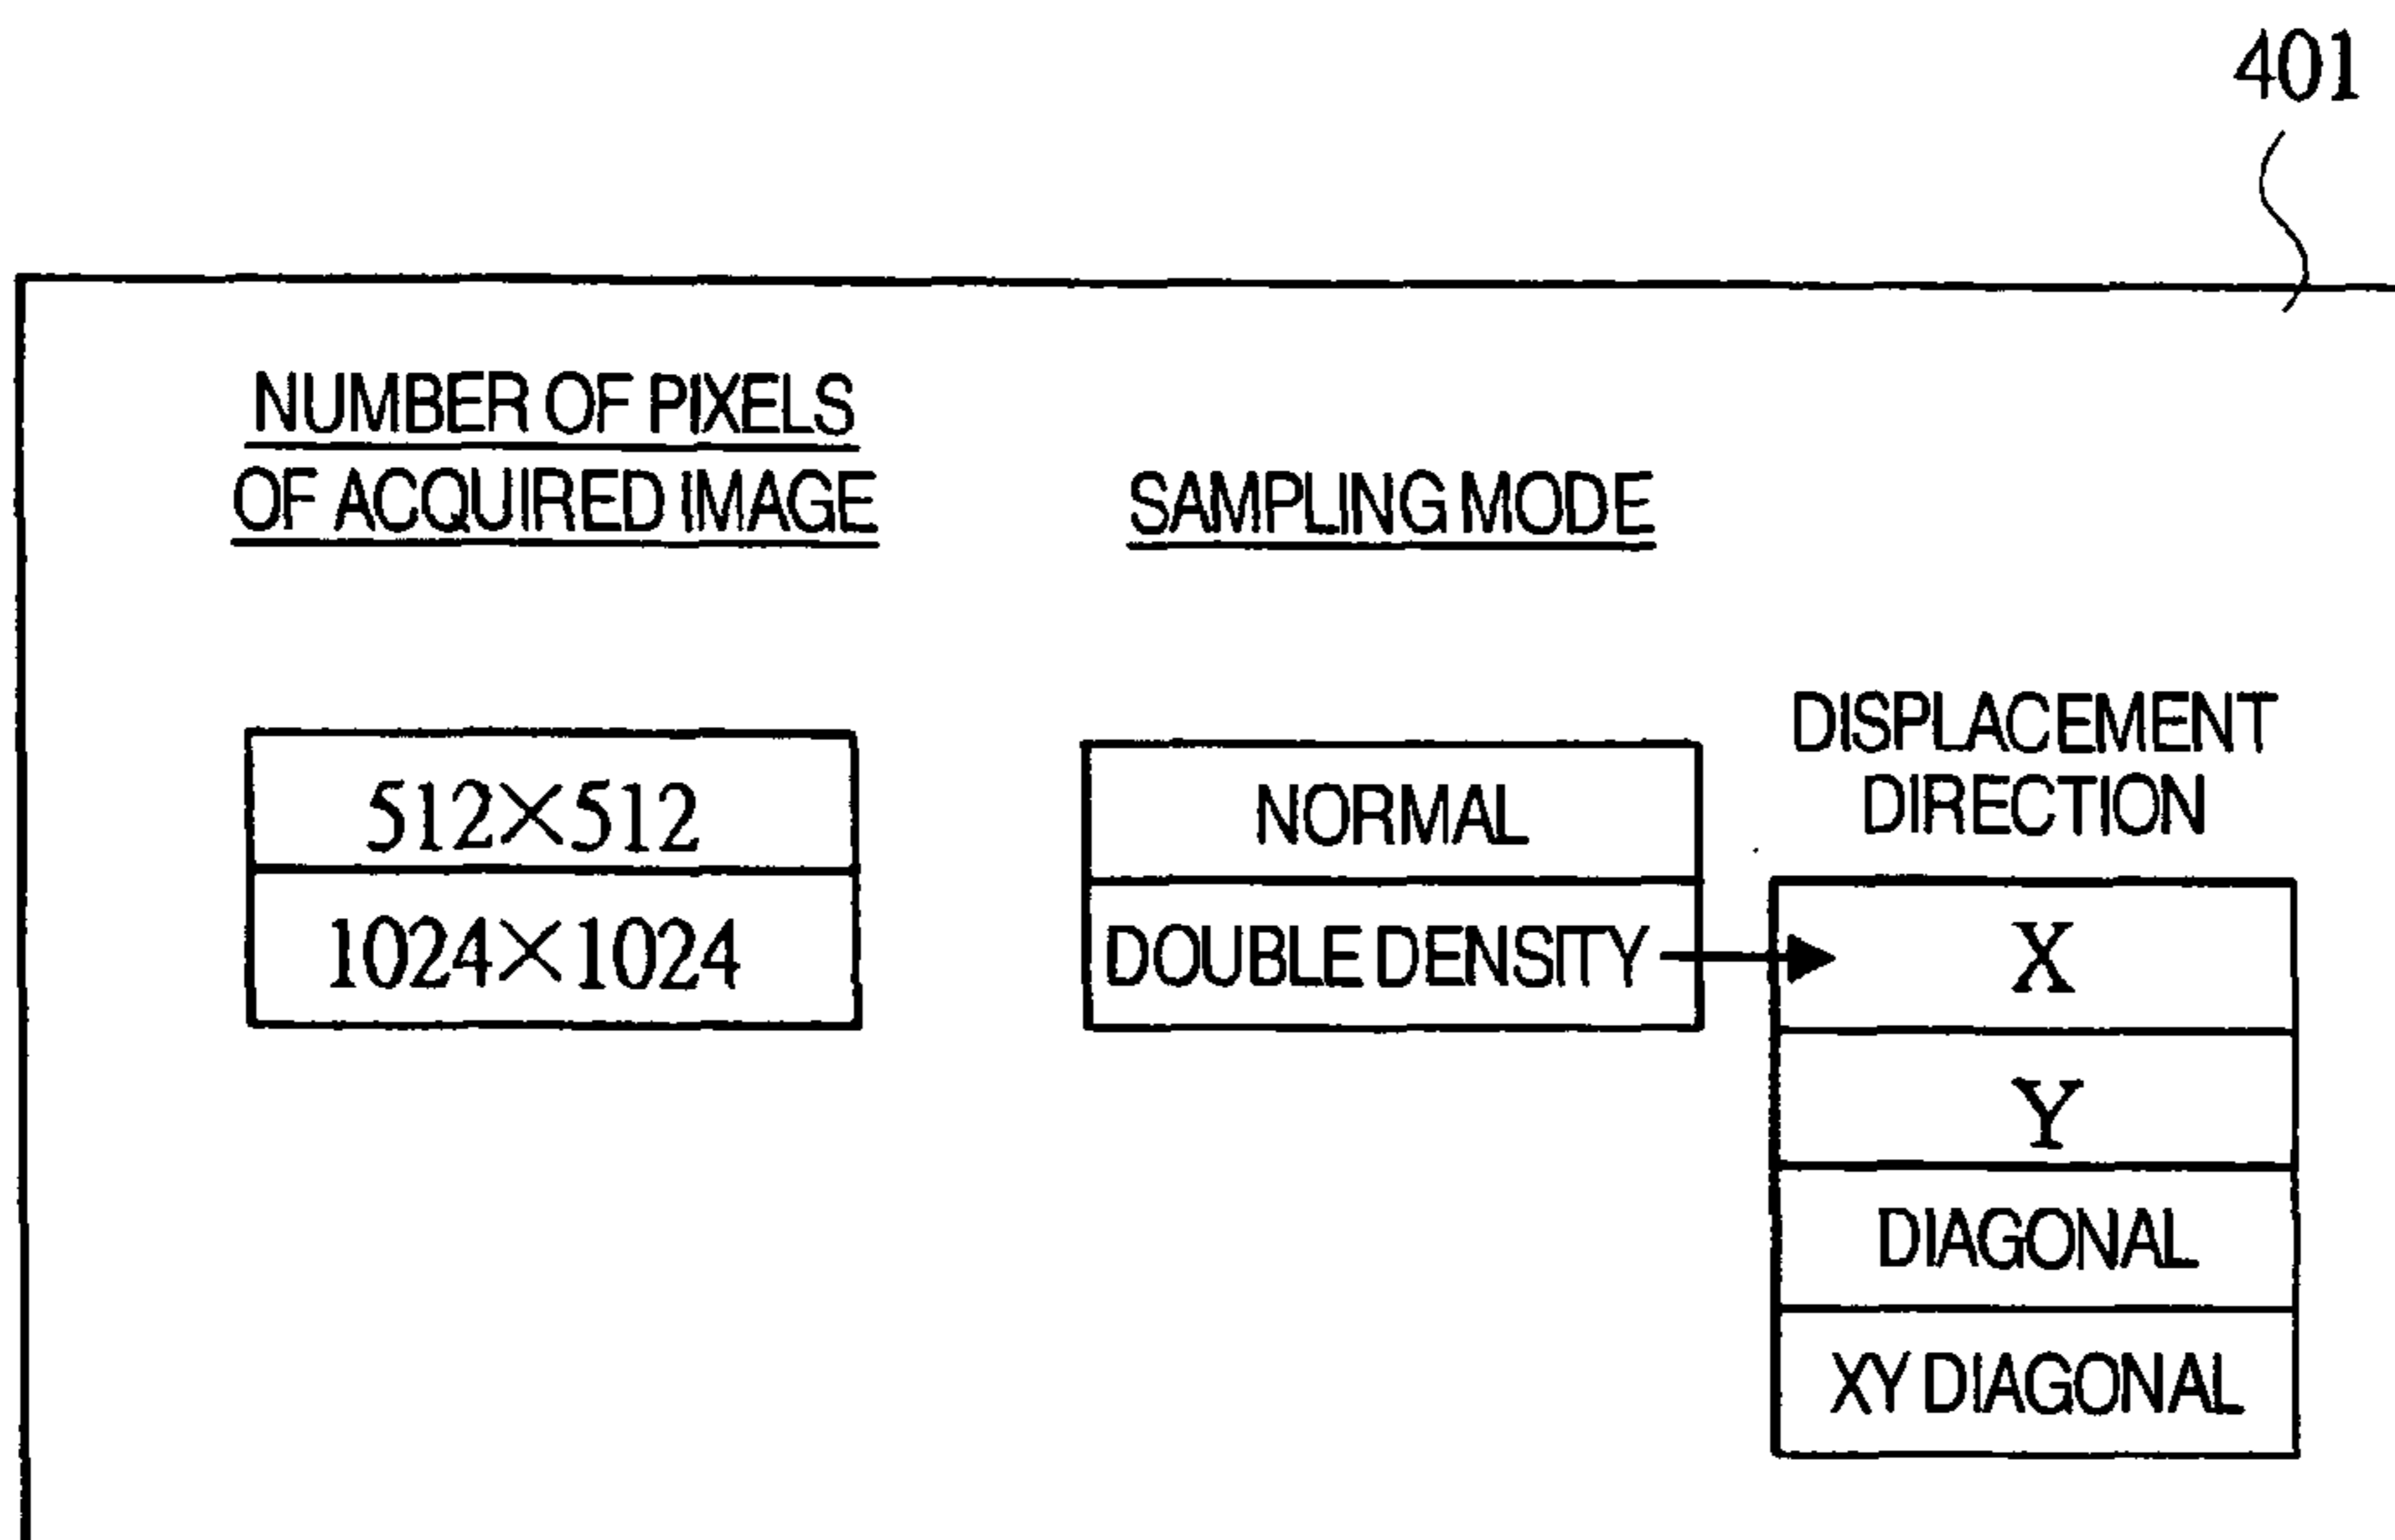 401
NUMBER OF PIXELS
OF ACQUIRED IMAGE
SAMPLING MODE
512×512
1024×1024
NORMAL
DOUBLE DENSITY
DISPLACEMENT
DIRECTION
X
Y
DIAGONAL
XY DIAGONAL